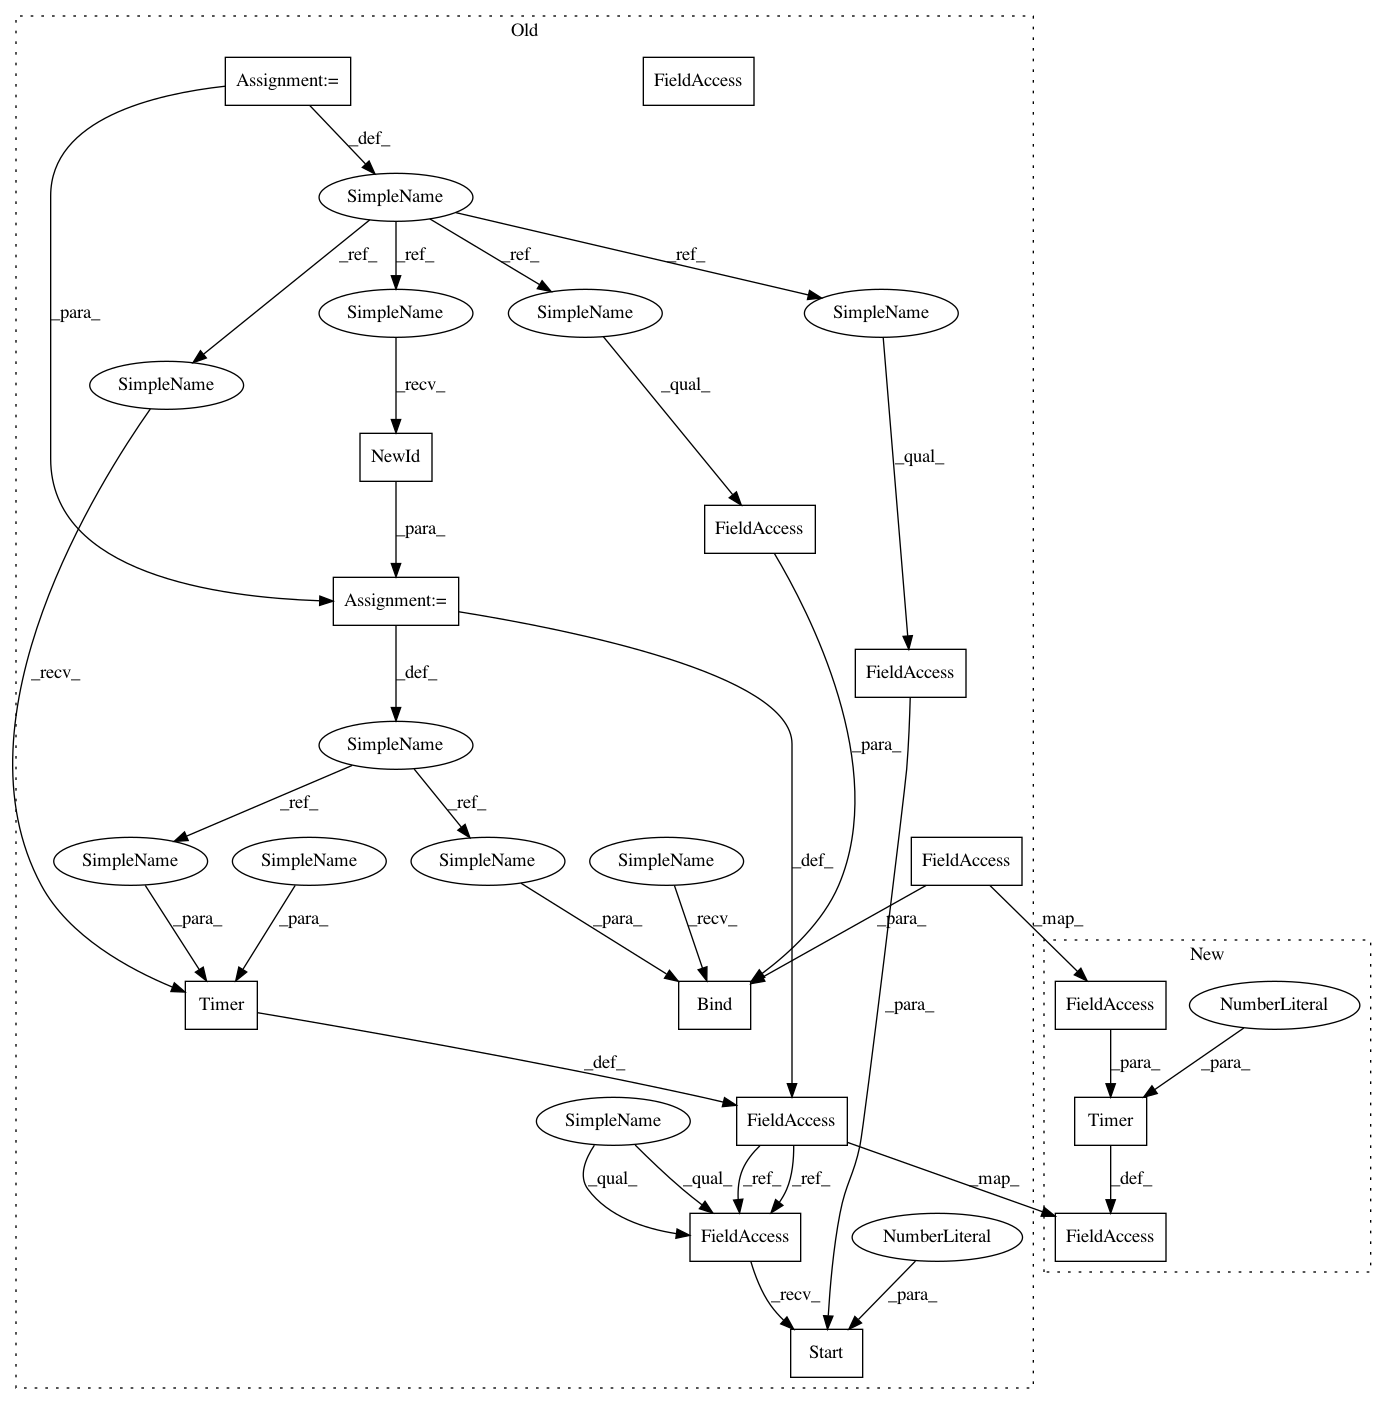 Old
Assignment:=
FieldAccess
_def_
SimpleName
_ref_
_ref_
_ref_
_ref_
_para_
SimpleName
SimpleName
SimpleName
SimpleName
_recv_
_qual_
_qual_
NewId
_para_
FieldAccess
Assignment:=
_recv_
_def_
FieldAccess
SimpleName
_para_
_ref_
_ref_
SimpleName
SimpleName
SimpleName
SimpleName
_def_
FieldAccess
_para_
_para_
_para_
_recv_
_para_
_map_
New
Timer
Bind
_para_
FieldAccess
NumberLiteral
_def_
_para_
_para_
SimpleName
FieldAccess
Timer
_qual_
_qual_
_ref_
_ref_
_map_
_def_
FieldAccess
NumberLiteral
FieldAccess
_recv_
_para_
Start